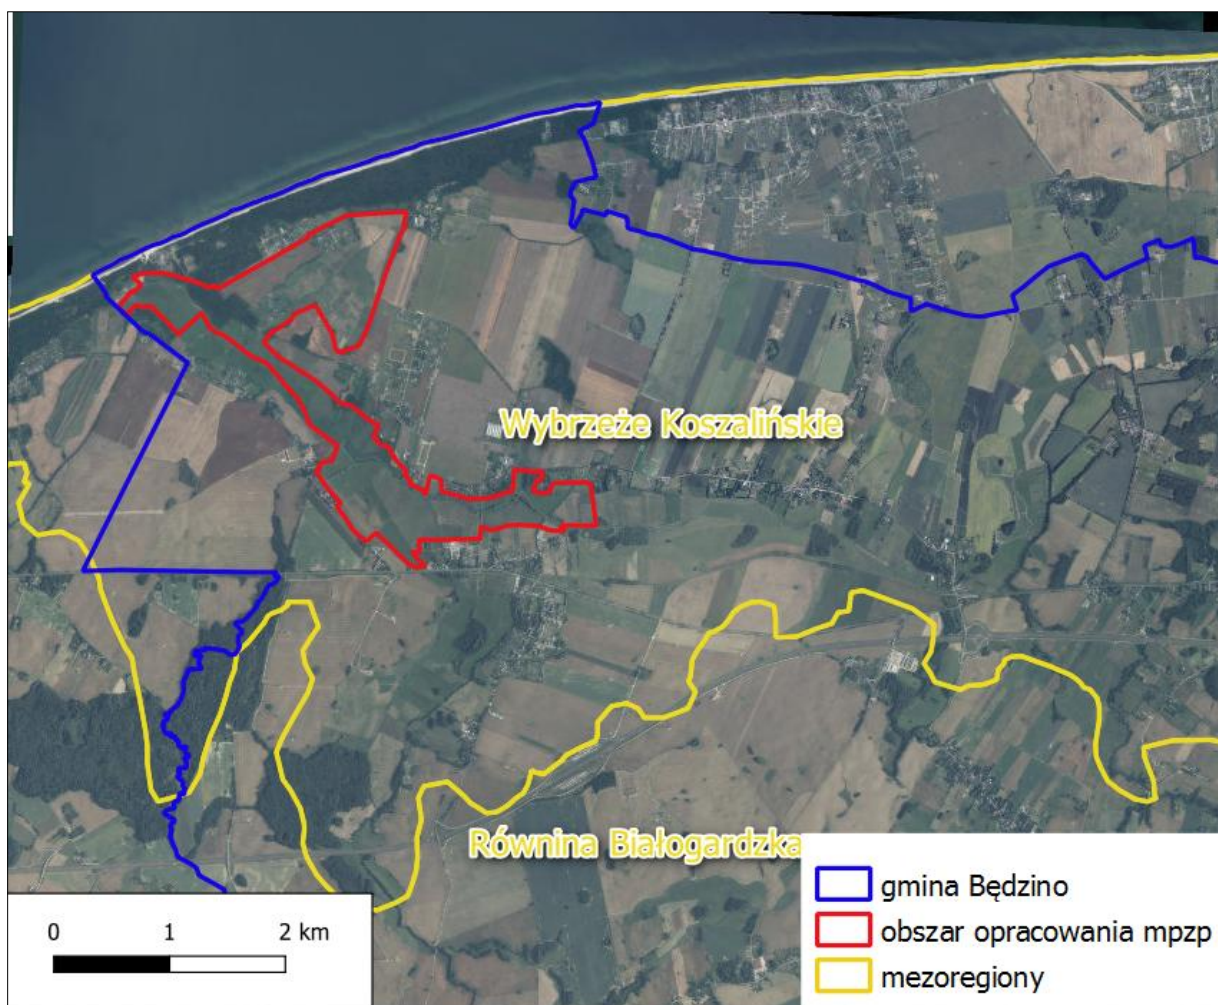 Wybrzeże Koszalińskie
Równina Białogardzka
gmina Będzino
obszar opracowania mpzp
mezoregiony
0 1 2 km